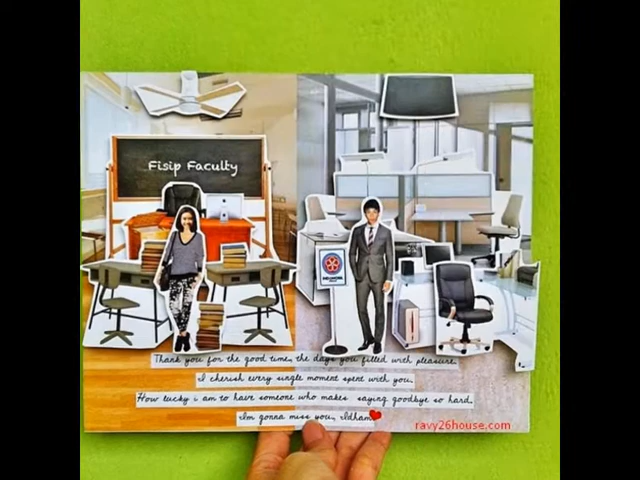 Fisip Faculty
Thank you for the good times, the days you filled with pleasure.
I cherish every single moment spent with you.
How lucky i am to have someone who makes saying goodbye so hard.
I'm gonna miss you, Idham
ravy26house.com